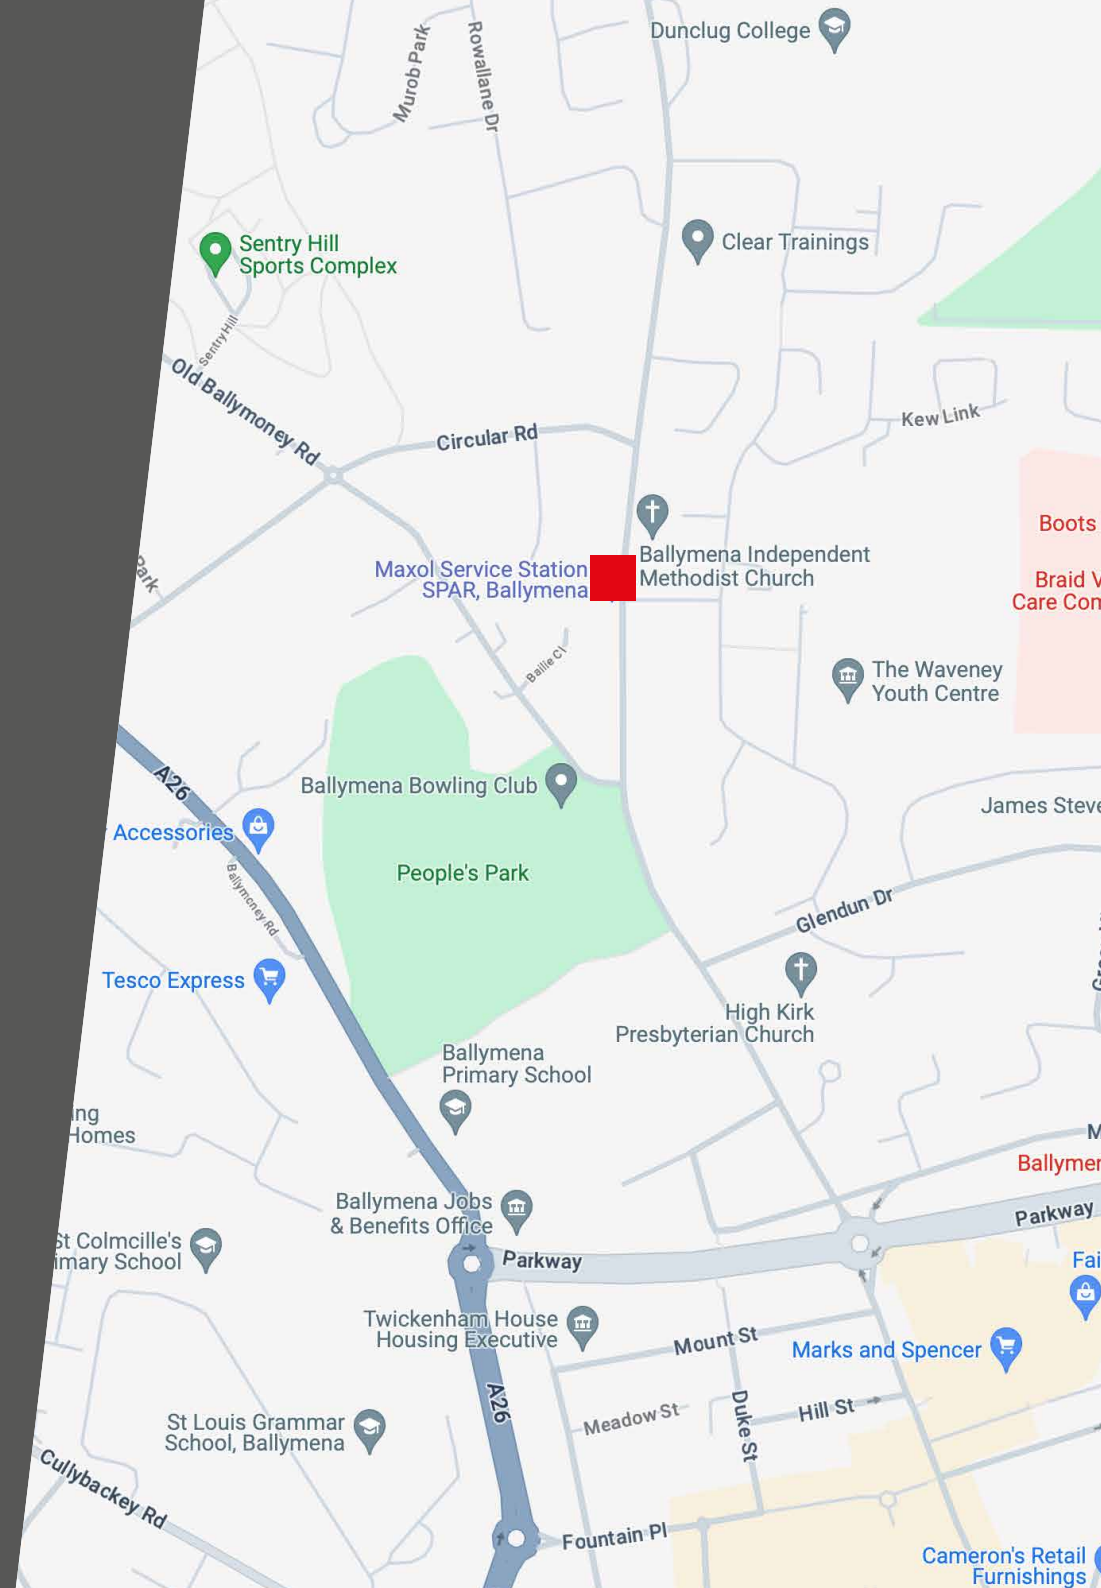 Dunclug College
Murob Park
Rowallane Dr
Sentry Hill
Sports Complex
Clear Trainings
Sentry Hill
Old Ballymoney Rd
Circular Rd
Kew Link
Boots
Ballymena Independent
Methodist Church
Maxol Service Station
SPAR, Ballymena
Park
Braid V
Care Com
Bailie Cl
The Waveney
Youth Centre
A26
Ballymena Bowling Club
James Steve
Accessories
People's Park
Ballymoney Rd
Glendun Dr
Tesco Express
High Kirk
Presbyterian Church
Ballymena
Primary School
ing
Homes
M
Ballymer
Ballymena Jobs
& Benefits Office
Parkway
St Colmcille's
imary School
Parkway
Fai
Twickenham House
Housing Executive
Mount St
Marks and Spencer
A26
Duke St
Hill St
Meadow St
St Louis Grammar
School, Ballymena
Cullybackey Rd
Fountain Pl
Cameron's Retail
Furnishings